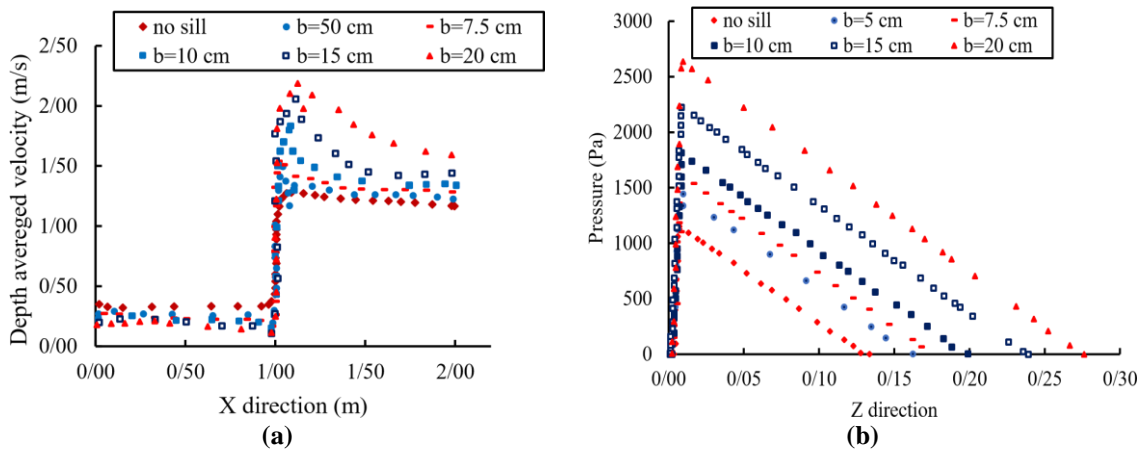 no sill b=50 cm b=7.5 cm
b=10 cm b=15 cm b=20 cm
Depth avereged velocity (m/s)
2/50
2/00
1/50
1/00
0/50
0/00
0/00 0/50 1/00 1/50 2/00
X direction (m)
(a)
no sill b=5 cm b=7.5 cm
b=10 cm b=15 cm b=20 cm
Pressure (Pa)
3000
2500
2000
1500
1000
500
0
0/00 0/05 0/10 0/15 0/20 0/25 0/30
Z direction
(b)